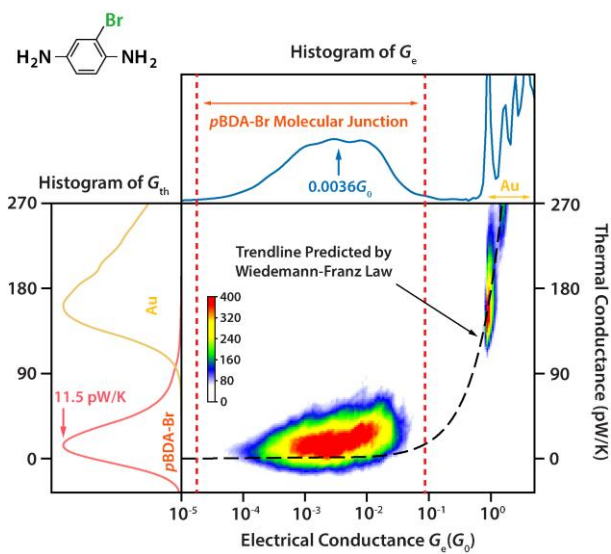 Br
H₂N
NH₂
Histogram of Gₑ
pBDA-Br Molecular Junction
0.0036G₀
Au
Histogram of Gth
270
180
90
0
Au
11.5 pW/K
pBDA-Br
Trendline Predicted by
Wiedemann-Franz Law
400
320
240
160
80
0
270
180
90
0
Thermal Conductance (pW/K)
10⁻⁵
10⁻⁴
10⁻³
10⁻²
10⁻¹
10⁰
Electrical Conductance Gₑ(G₀)